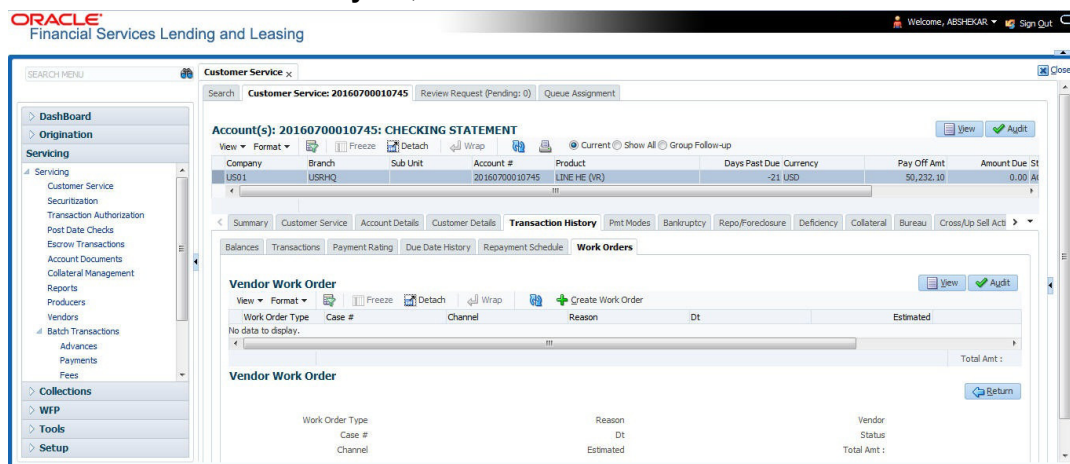 ORACLE
Financial Services Lending and Leasing
Welcome, ABSHEKAR Sign Out
SEARCH MENU
Customer Service x
Close
Search Customer Service: 20160700010745 Review Request (Pending: 0) Queue Assignment
DashBoard
Origination
Servicing
Servicing
Customer Service
Securitization
Transaction Authorization
Post Date Checks
Escrow Transactions
Account Documents
Collateral Management
Reports
Producers
Vendors
Batch Transactions
Advances
Payments
Fees
Collections
WFP
Tools
Setup
Account(s): 20160700010745: CHECKING STATEMENT
View Audit
View Format Freeze Detach Wrap Current Show All Group Follow-up
Company Branch Sub Unit Account # Product Days Past Due Currency Pay Off Amt Amount Due St
US01 USRHQ 20160700010745 LINE HE (VR) -21 USD 50,232.10 0.00 AC
Summary Customer Service Account Details Customer Details Transaction History Pmt Modes Bankruptcy Repo/Foreclosure Deficiency Collateral Bureau Cross/Up Sell Acti
Balances Transactions Payment Rating Due Date History Repayment Schedule Work Orders
Vendor Work Order
View Audit
View Format Freeze Detach Wrap Create Work Order
Work Order Type Case # Channel Reason Dt Estimated
No data to display.
Total Amt :
Vendor Work Order
Return
Work Order Type Reason Vendor
Case # Dt Status
Channel Estimated Total Amt :